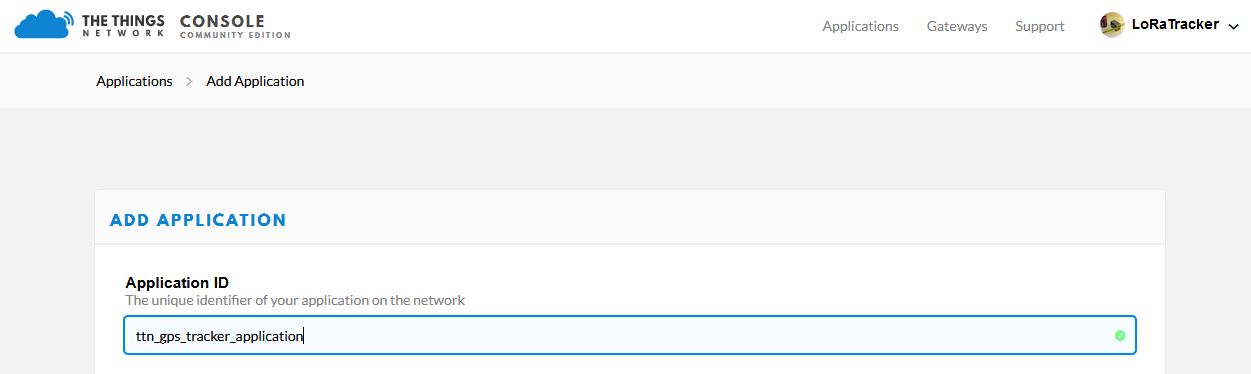 THE THINGS NETWORK CONSOLE COMMUNITY EDITION
Applications Gateways Support LoRaTracker
Applications > Add Application
ADD APPLICATION
Application ID
The unique identifier of your application on the network
ttn_gps_tracker_application